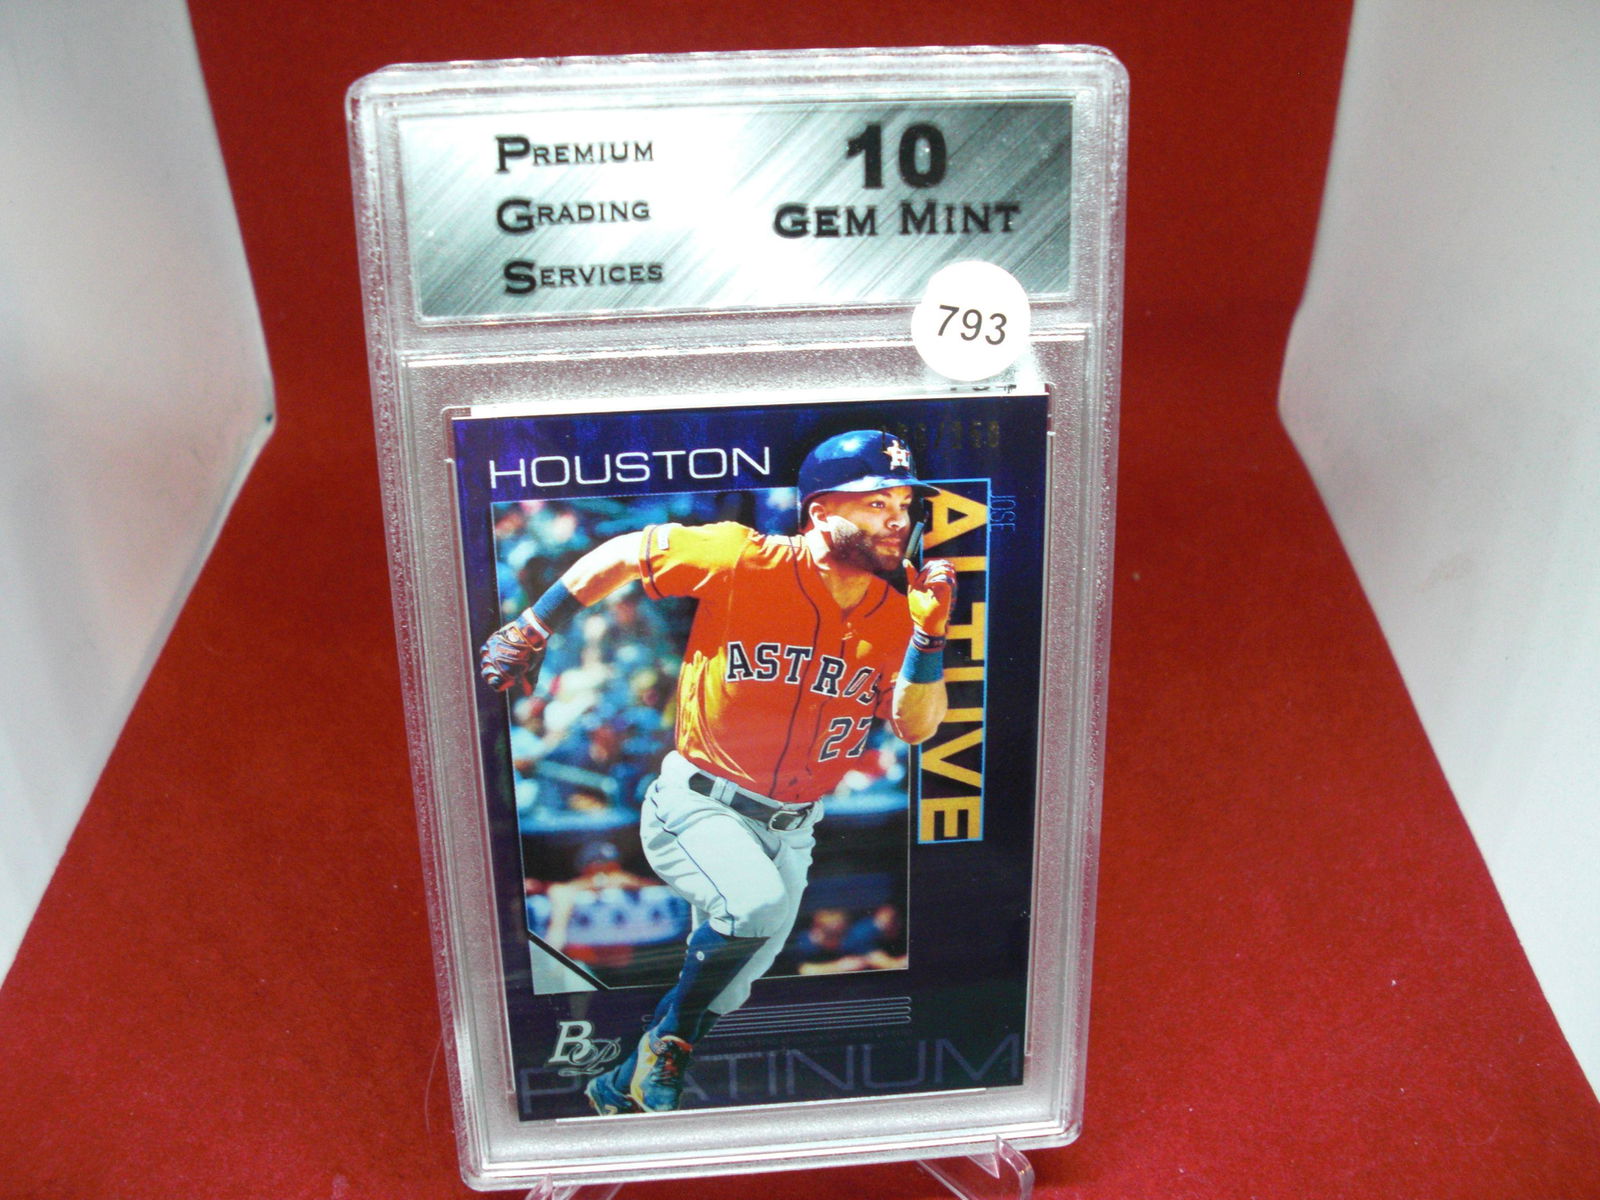 PREMIUM
GRADING
SERVICES
10
GEM MINT
793
HOUSTON
JOSE
ALTUVE
ASTROS
27
BP
PLATINUM